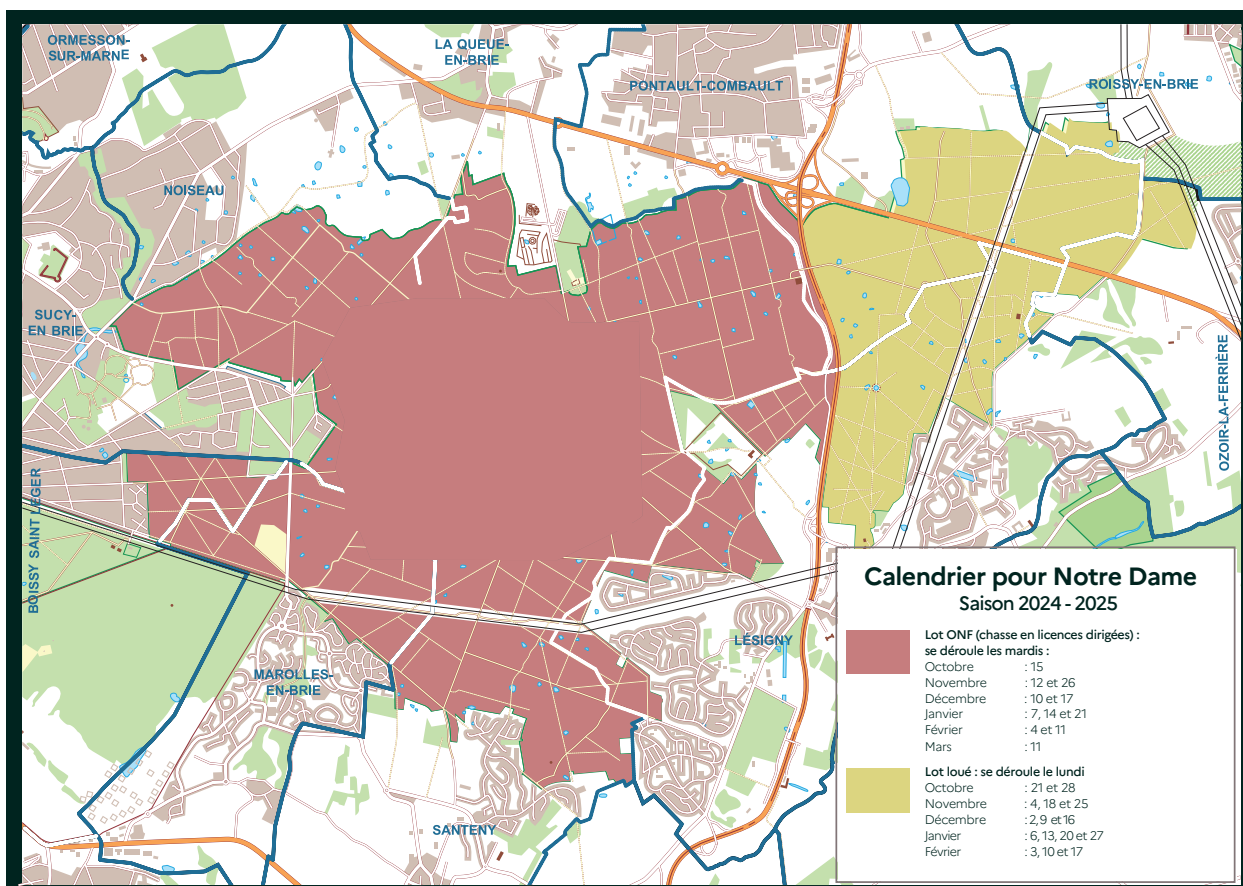 ORMESSON-
SUR-MARNE
LA QUEUE-
EN-BRIE
PONTAULT-COMBAULT
ROISSY-EN-BRIE
NOISEAU
SUCY-
EN BRIE
OZOIR-LA-FERRIÈRE
BOISSY SAINT LEGER
MAROLLES-
EN-BRIE
LÉSIGNY
SANTENY
Calendrier pour Notre Dame
Saison 2024 - 2025
Lot ONF (chasse en licences dirigées) :
se déroule les mardis :
Octobre : 15
Novembre : 12 et 26
Décembre : 10 et 17
Janvier : 7, 14 et 21
Février : 4 et 11
Mars : 11
Lot loué : se déroule le lundi
Octobre : 21 et 28
Novembre : 4, 18 et 25
Décembre : 2,9 et 16
Janvier : 6, 13, 20 et 27
Février : 3, 10 et 17